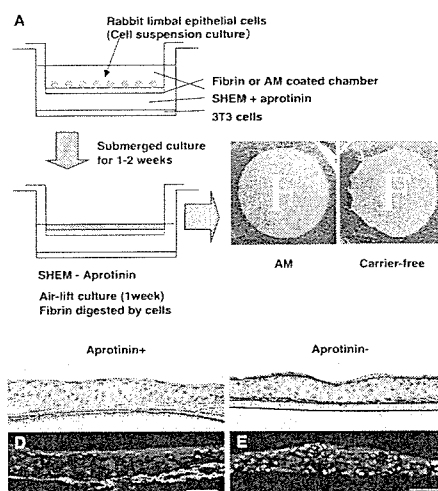 A
Rabbit limbal epithelial cells
(Cell suspension culture)
Fibrin or AM coated chamber
SHEM + aprotinin
3T3 cells
Submerged culture
for 1-2 weeks
SHEM - Aprotinin
Air-lift culture (1week)
Fibrin digested by cells
AM
Carrier-free
Aprotinin+
Aprotinin-
D
E